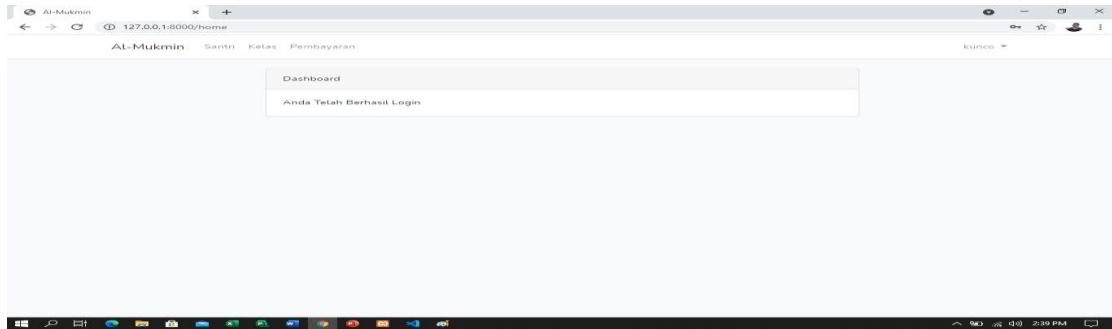 Al-Mukmin
127.0.0.1:8000/home
Al-Mukmin Santri Kelas Pembayaran kunco
Dashboard
Anda Telah Berhasil Login
2:39 PM